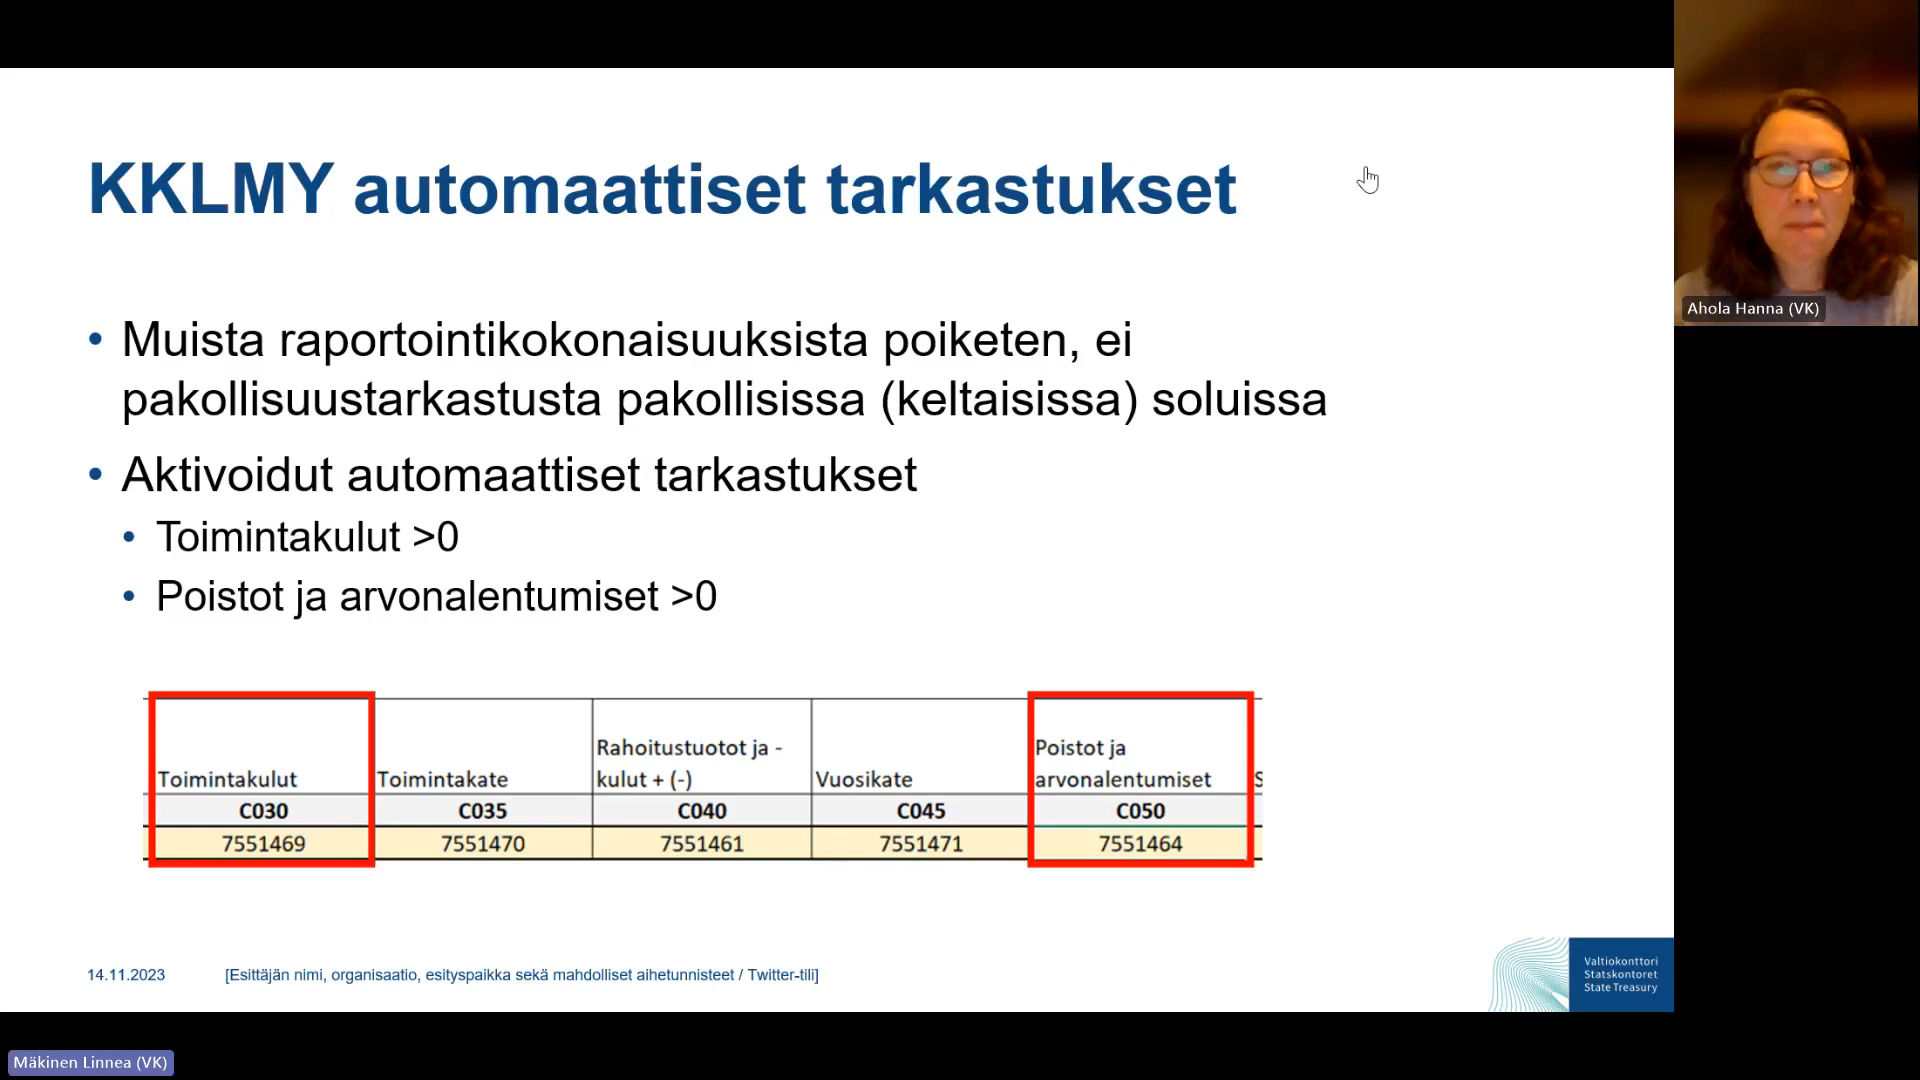 KKLMY automaattiset tarkastukset
• Muista raportointikokonaisuuksista poiketen, ei
pakollisuustarkastusta pakollisissa (keltaisissa) soluissa
• Aktivoidut automaattiset tarkastukset
• Toimintakulut >0
• Poistot ja arvonalentumiset >0
Rahoitustuotot ja - Poistot ja
Toimintakulut Toimintakate kulut + (-) Vuosikate arvonalentumiset S
C030 C035 C040 C045 C050
7551469 7551470 7551461 7551471 7551464
14.11.2023 [Esittäjän nimi, organisaatio, esityspaikka sekä mahdolliset aihetunnisteet / Twitter-tili]
Valtiokonttori
Statskontoret
State Treasury
Ahola Hanna (VK)
Mäkinen Linnea (VK)